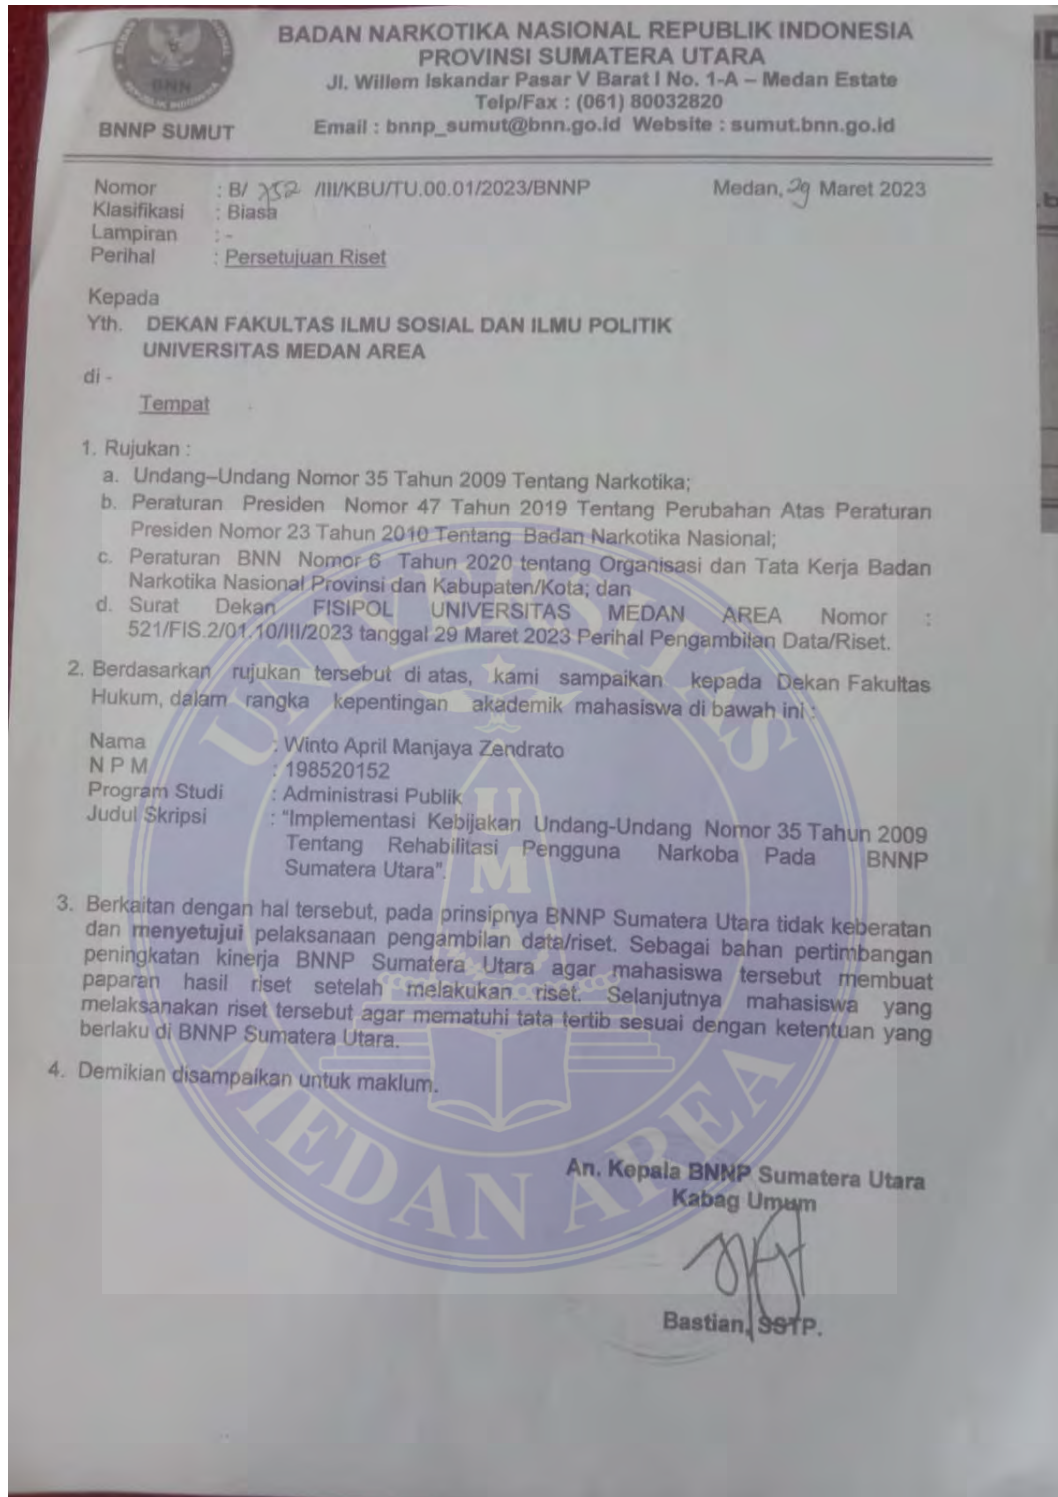 BADAN NARKOTIKA NASIONAL REPUBLIK INDONESIA
PROVINSI SUMATERA UTARA
Jl. Willem Iskandar Pasar V Barat I No. 1-A – Medan Estate
Telp/Fax : (061) 80032820
Email : bnnp_sumut@bnn.go.id Website : sumut.bnn.go.id
BNN
BNNP SUMUT
Nomor : B/ 752 /III/KBU/TU.00.01/2023/BNNP Medan, 29 Maret 2023
Klasifikasi : Biasa
Lampiran : -
Perihal : Persetujuan Riset
Kepada
Yth. DEKAN FAKULTAS ILMU SOSIAL DAN ILMU POLITIK
UNIVERSITAS MEDAN AREA
di -
Tempat
1. Rujukan :
a. Undang–Undang Nomor 35 Tahun 2009 Tentang Narkotika;
b. Peraturan Presiden Nomor 47 Tahun 2019 Tentang Perubahan Atas Peraturan
Presiden Nomor 23 Tahun 2010 Tentang Badan Narkotika Nasional;
c. Peraturan BNN Nomor 6 Tahun 2020 tentang Organisasi dan Tata Kerja Badan
Narkotika Nasional Provinsi dan Kabupaten/Kota; dan
d. Surat Dekan FISIPOL UNIVERSITAS MEDAN AREA Nomor :
521/FIS.2/01.10/III/2023 tanggal 29 Maret 2023 Perihal Pengambilan Data/Riset.
2. Berdasarkan rujukan tersebut di atas, kami sampaikan kepada Dekan Fakultas
Hukum, dalam rangka kepentingan akademik mahasiswa di bawah ini :
Nama : Winto April Manjaya Zendrato
N P M : 198520152
Program Studi : Administrasi Publik
Judul Skripsi : "Implementasi Kebijakan Undang-Undang Nomor 35 Tahun 2009
Tentang Rehabilitasi Pengguna Narkoba Pada BNNP
Sumatera Utara".
3. Berkaitan dengan hal tersebut, pada prinsipnya BNNP Sumatera Utara tidak keberatan
dan menyetujui pelaksanaan pengambilan data/riset. Sebagai bahan pertimbangan
peningkatan kinerja BNNP Sumatera Utara agar mahasiswa tersebut membuat
paparan hasil riset setelah melakukan riset. Selanjutnya mahasiswa yang
melaksanakan riset tersebut agar mematuhi tata tertib sesuai dengan ketentuan yang
berlaku di BNNP Sumatera Utara.
4. Demikian disampaikan untuk maklum.
An. Kepala BNNP Sumatera Utara
Kabag Umum
Bastian, SSTP.
UNIVERSITAS
UMA
MEDAN AREA